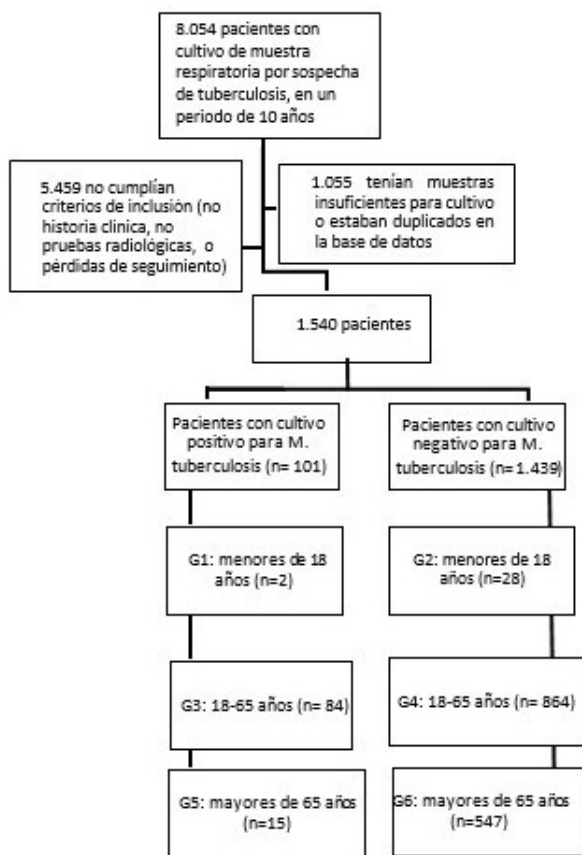 8.054 pacientes con
cultivo de muestra
respiratoria por sospecha
de tuberculosis, en un
periodo de 10 años
5.459 no cumplían
criterios de inclusión (no
historia clínica, no
pruebas radiológicas, o
pérdidas de seguimiento)
1.055 tenían muestras
insuficientes para cultivo
o estaban duplicados en
la base de datos
1.540 pacientes
Pacientes con cultivo
positivo para M.
tuberculosis (n= 101)
Pacientes con cultivo
negativo para M.
tuberculosis (n=1.439)
G1: menores de 18
años (n=2)
G2: menores de 18
años (n=28)
G3: 18-65 años (n= 84)
G4: 18-65 años (n= 864)
G5: mayores de 65 años
(n=15)
G6: mayores de 65 años
(n=547)